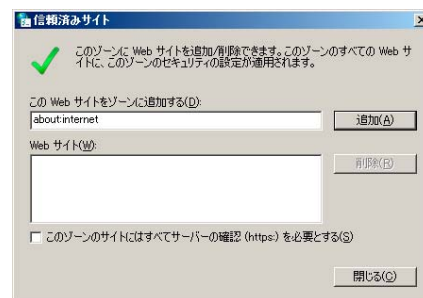 信頼済みサイト
このゾーンに Web サイトを追加/削除できます。このゾーンのすべての Web サ
イトに、このゾーンのセキュリティの設定が適用されます。
この Web サイトをゾーンに追加する(D):
about:internet
追加(A)
Web サイト(W):
削除(R)
このゾーンのサイトにはすべてサーバーの確認 (https:) を必要とする(S)
閉じる(C)